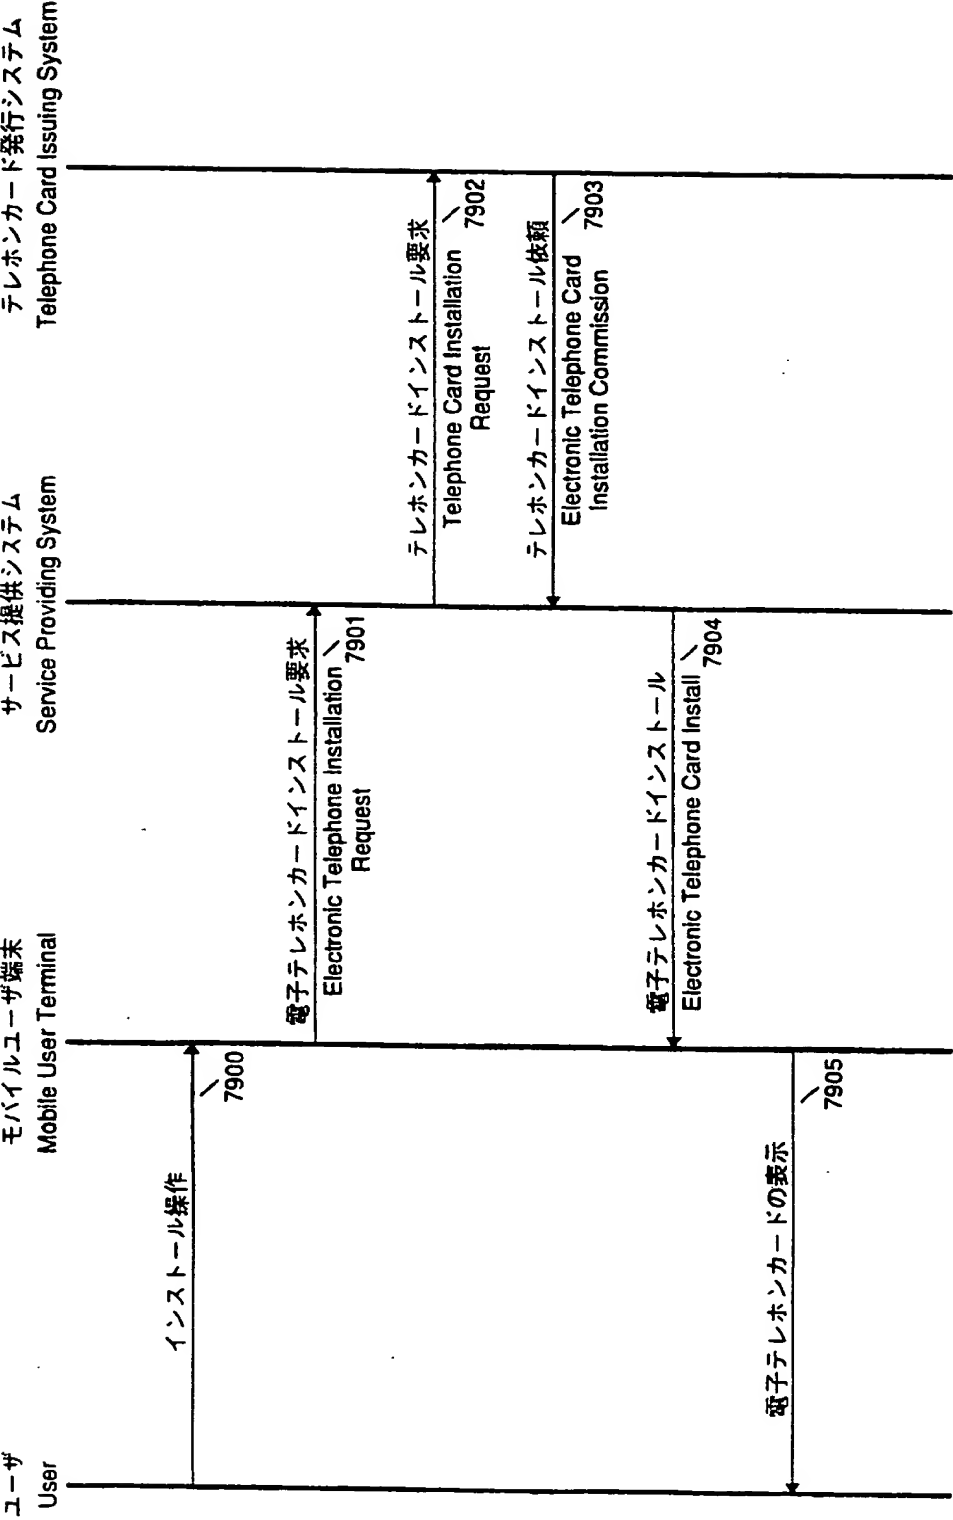 ユーザ
User
モバイルユーザ端末
Mobile User Terminal
サービス提供システム
Service Providing System
テレホンカード発行システム
Telephone Card Issuing System
インストール操作
7900
電子テレホンカードインストール要求
7901
Electronic Telephone Installation
Request
テレホンカードインストール要求
7902
Telephone Card Installation
Request
テレホンカードインストール依頼
7903
Electronic Telephone Card
Installation Commission
電子テレホンカードインストール
7904
Electronic Telephone Card Install
電子テレホンカードの表示
7905